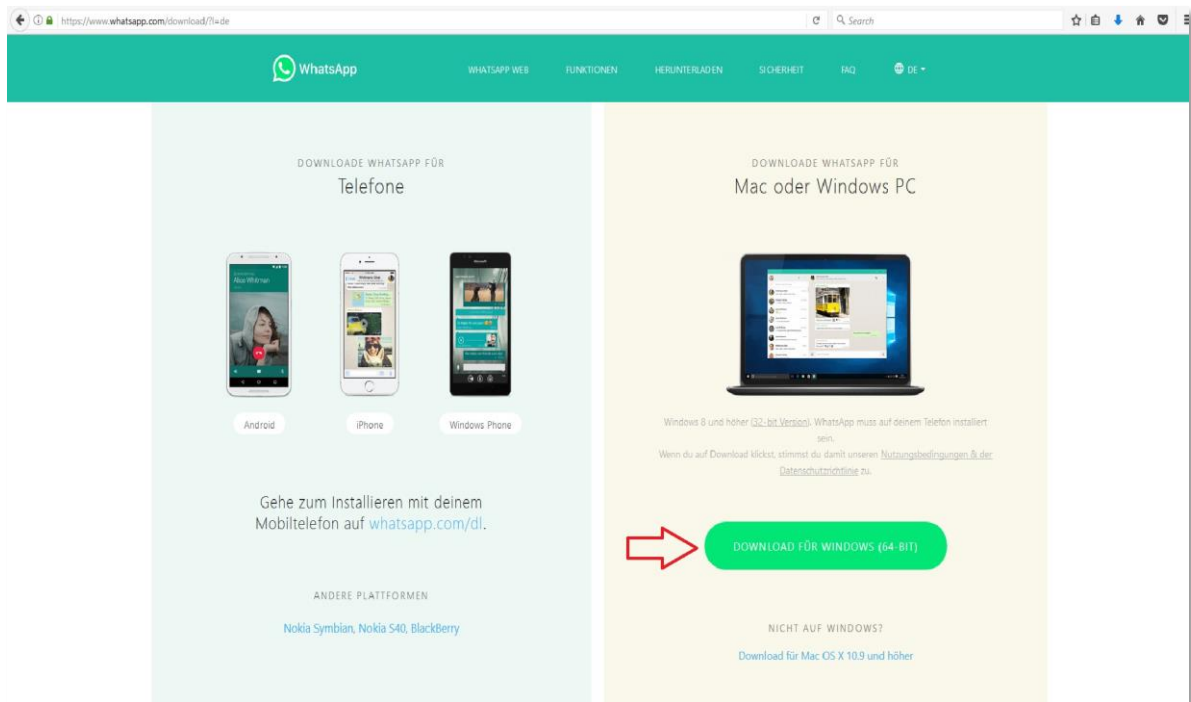 https://www.whatsapp.com/download/?l=de
Search
WhatsApp
WHATSAPP WEB
FUNKTIONEN
HERUNTERLADEN
SICHERHEIT
FAQ
DE
DOWNLOADE WHATSAPP FÜR
Telefone
Android
iPhone
Windows Phone
Gehe zum Installieren mit deinem
Mobiltelefon auf whatsapp.com/dl.
ANDERE PLATTFORMEN
Nokia Symbian, Nokia S40, BlackBerry
DOWNLOADE WHATSAPP FÜR
Mac oder Windows PC
Windows 8 und höher (32-bit Version). WhatsApp muss auf deinem Telefon installiert
sein.
Wenn du auf Download klickst, stimmst du damit unseren Nutzungsbedingungen & der
Datenschutzrichtlinie zu.
DOWNLOAD FÜR WINDOWS (64-BIT)
NICHT AUF WINDOWS?
Download für Mac OS X 10.9 und höher